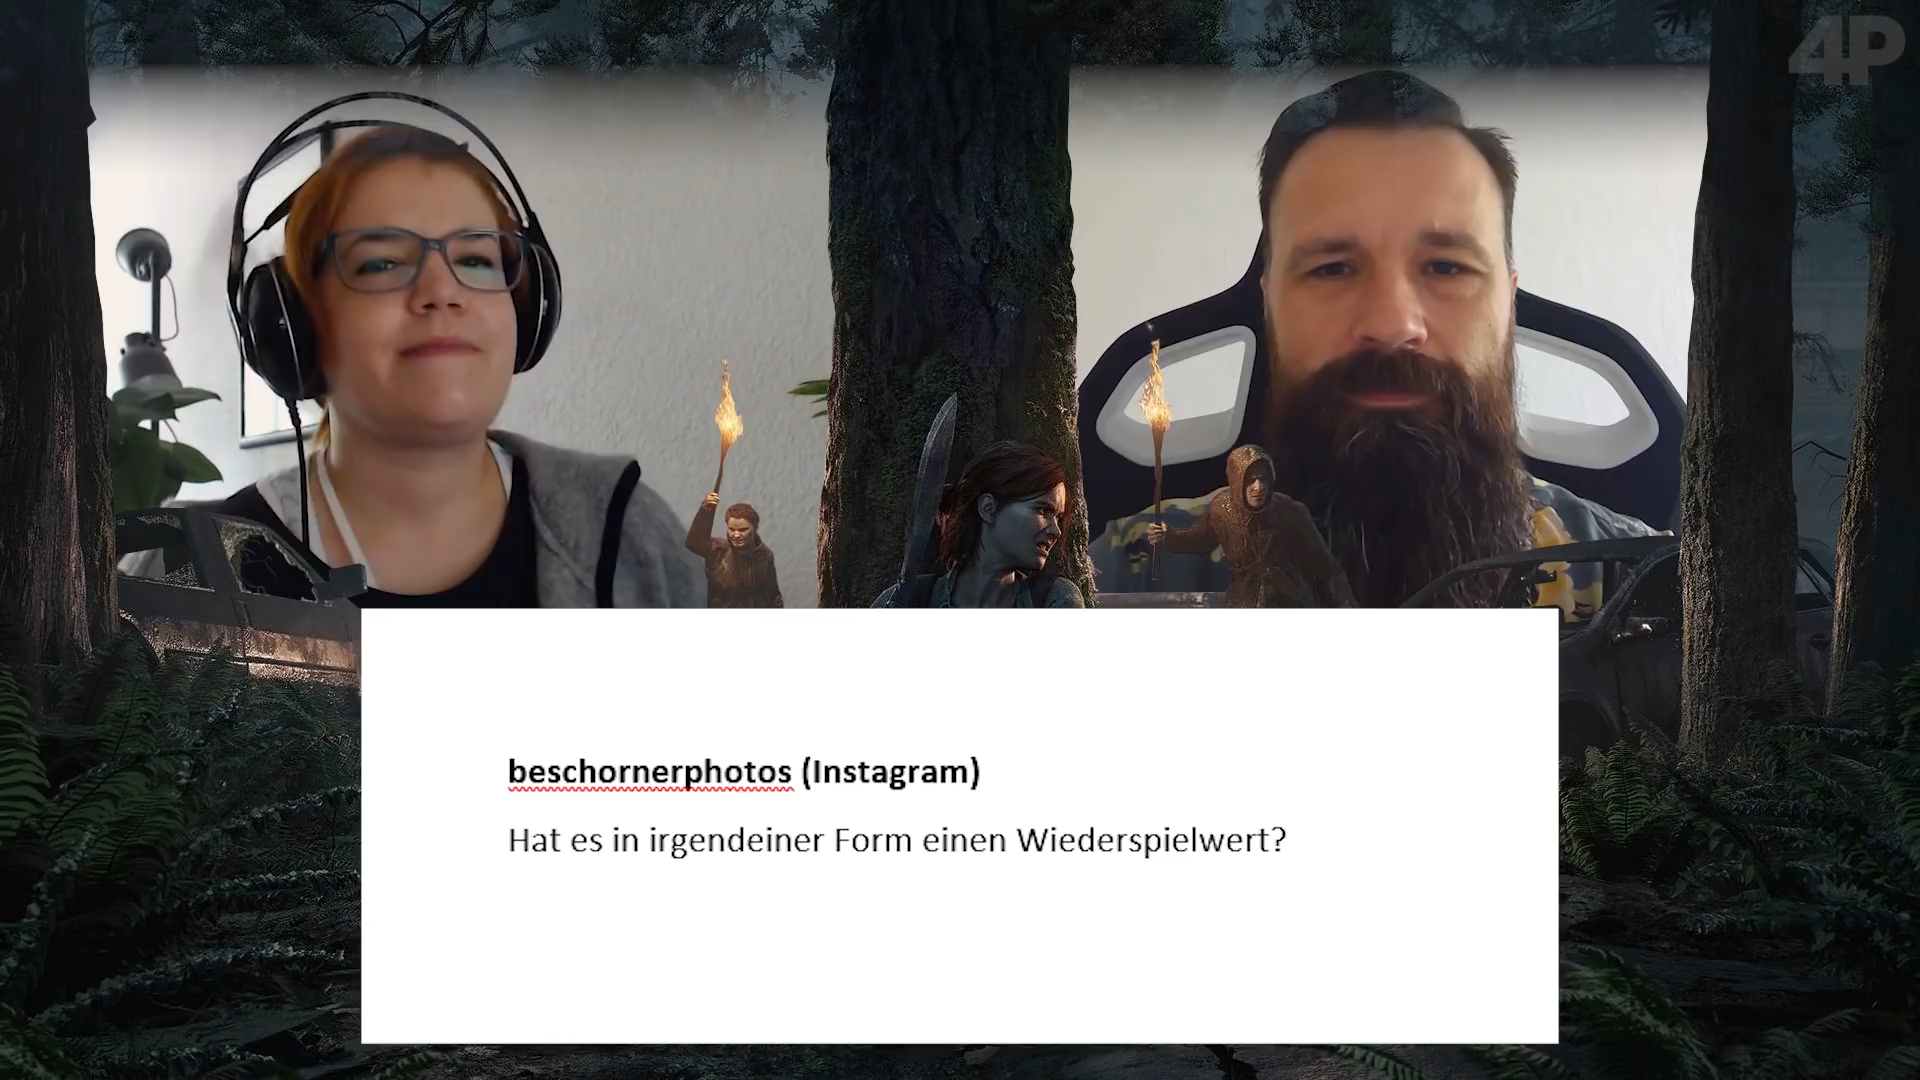 4P
beschornerphotos (Instagram)
Hat es in irgendeiner Form einen Wiederspielwert?